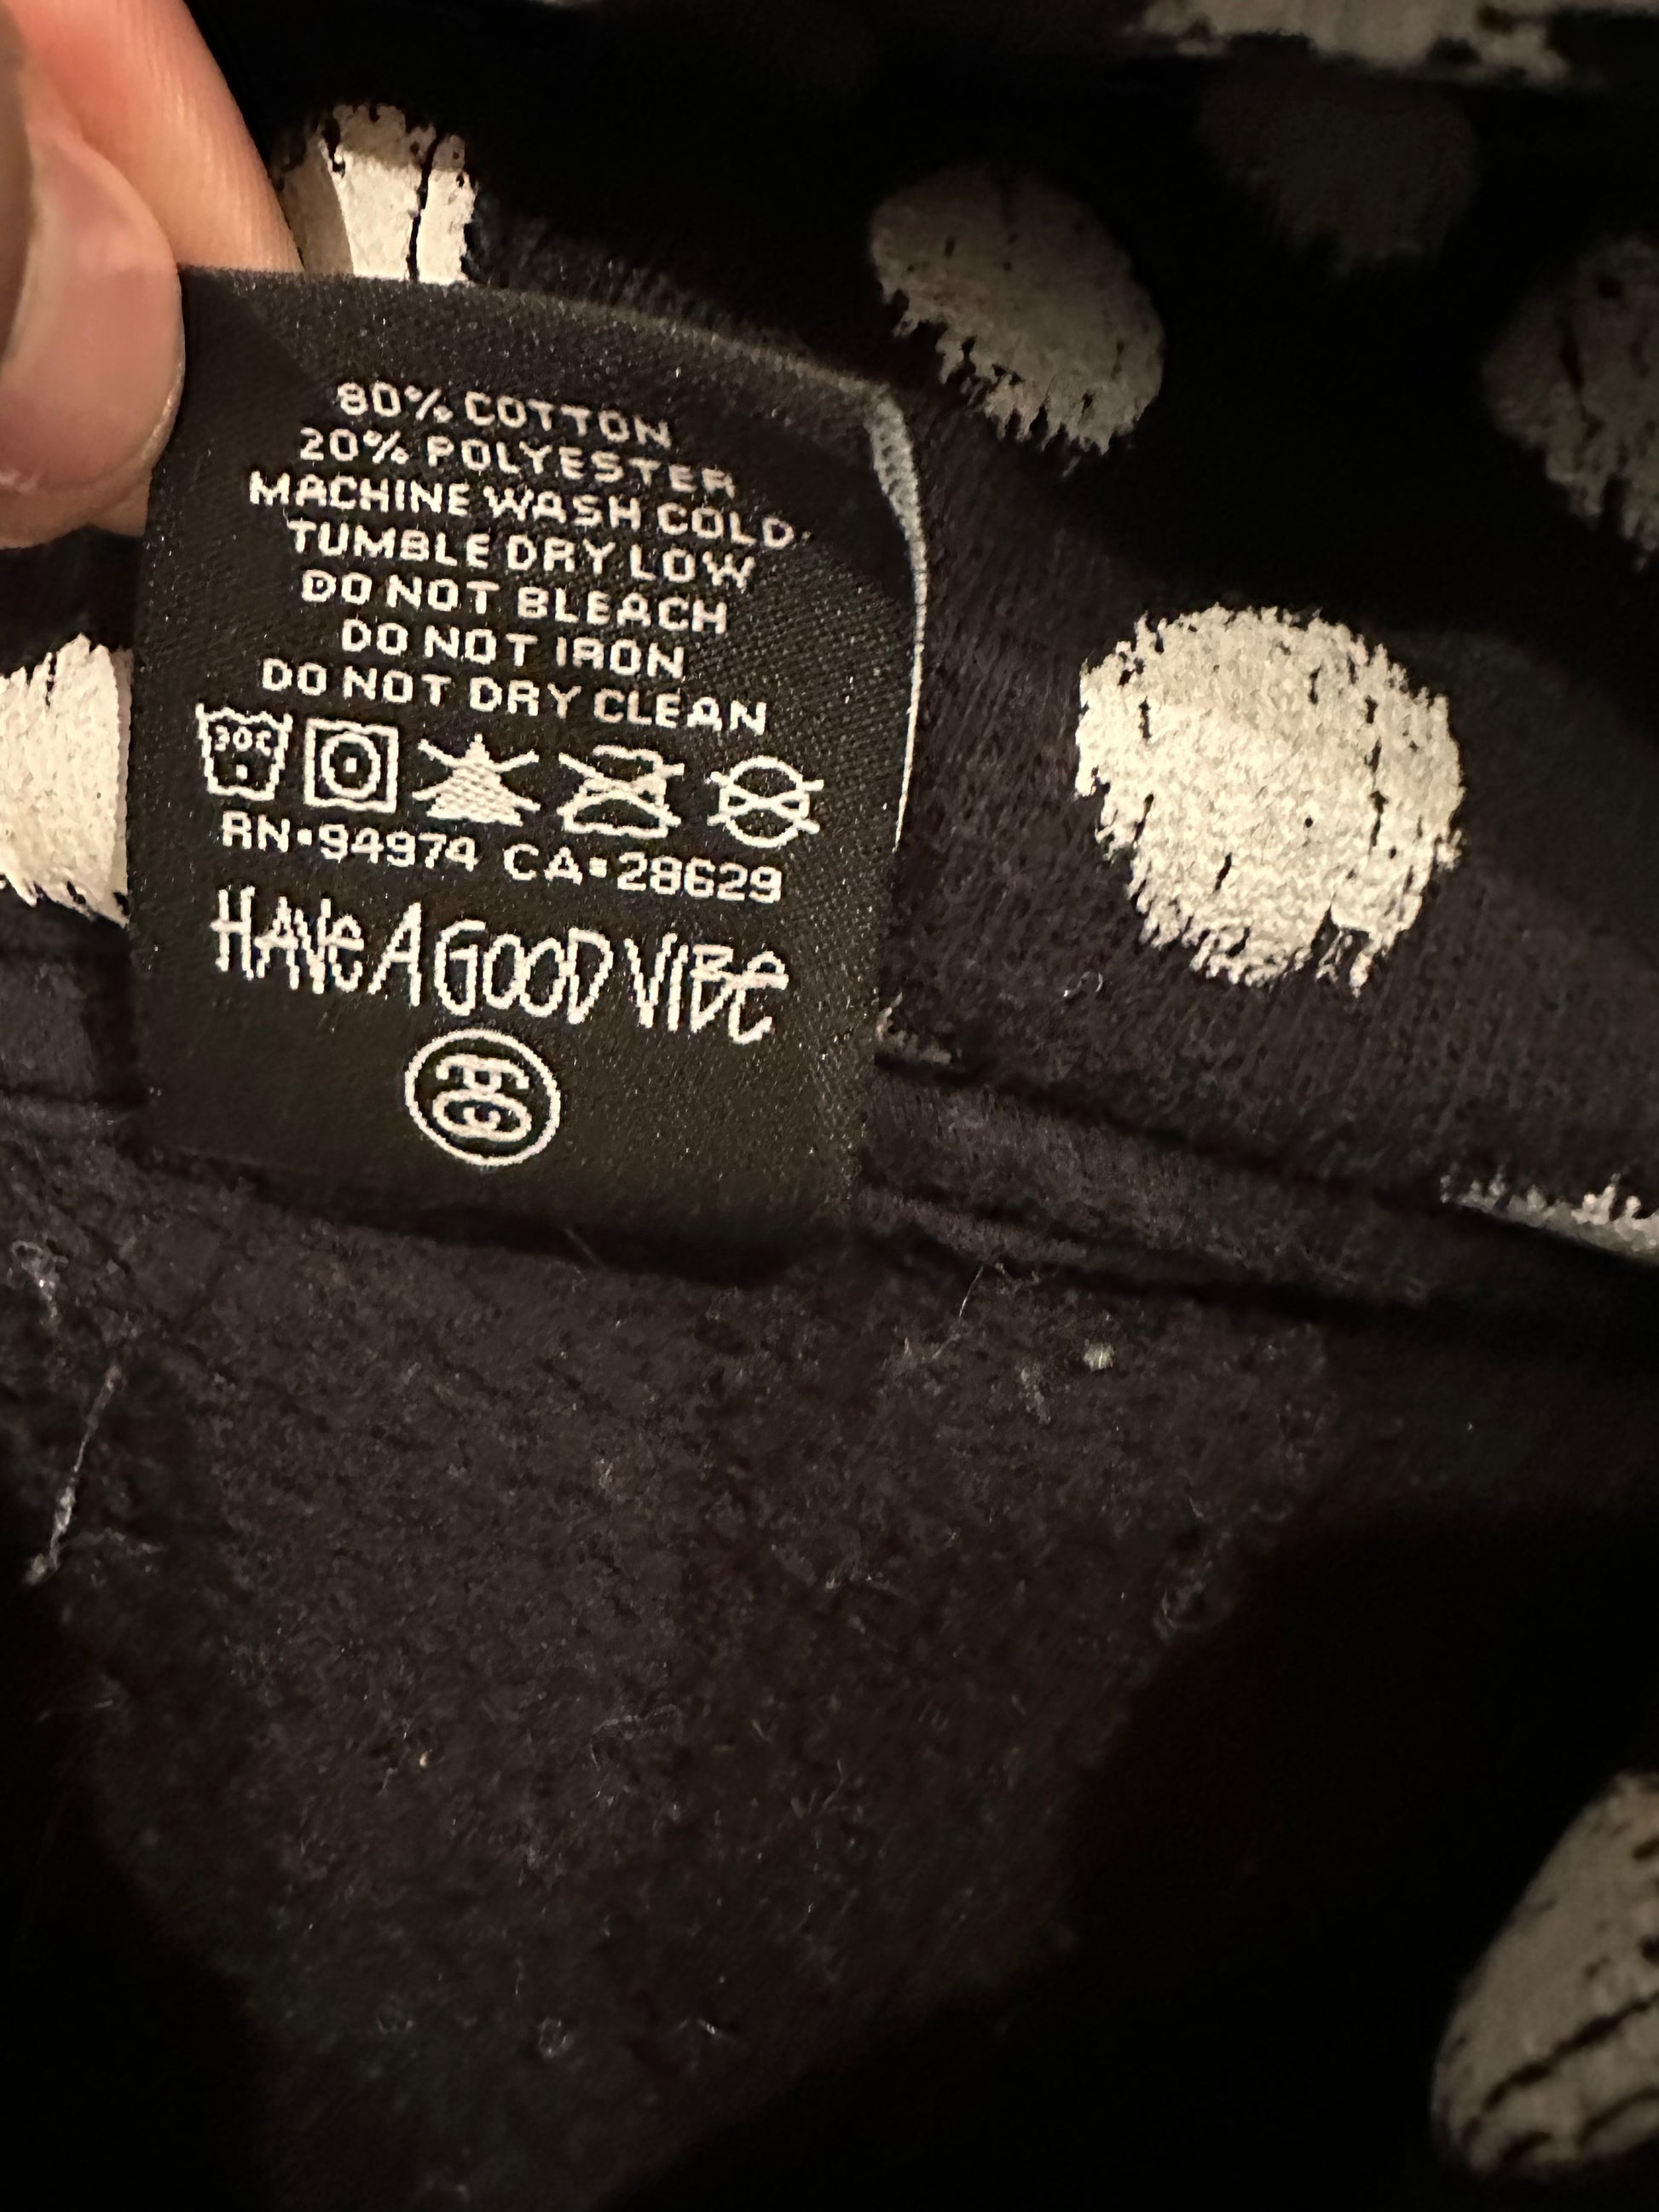 80% COTTON
20% POLYESTER
MACHINE WASH COLD
TUMBLE DRY LOW
DO NOT BLEACH
DO NOT IRON
DO NOT DRY CLEAN
30C
RN•94974 CA•28629
HAVE A GOOD VIBE